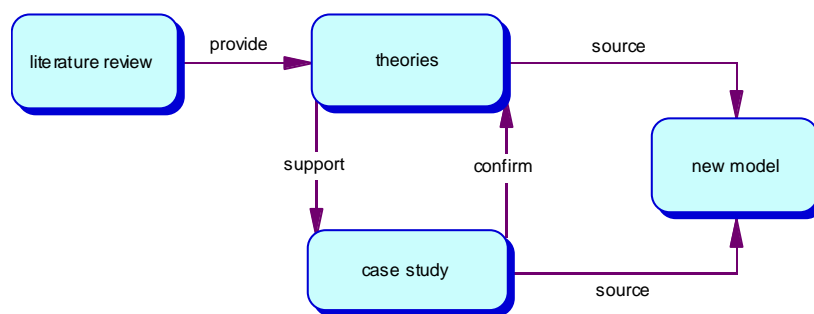 provide
source
literature review
theories
support
confirm
new model
case study
source